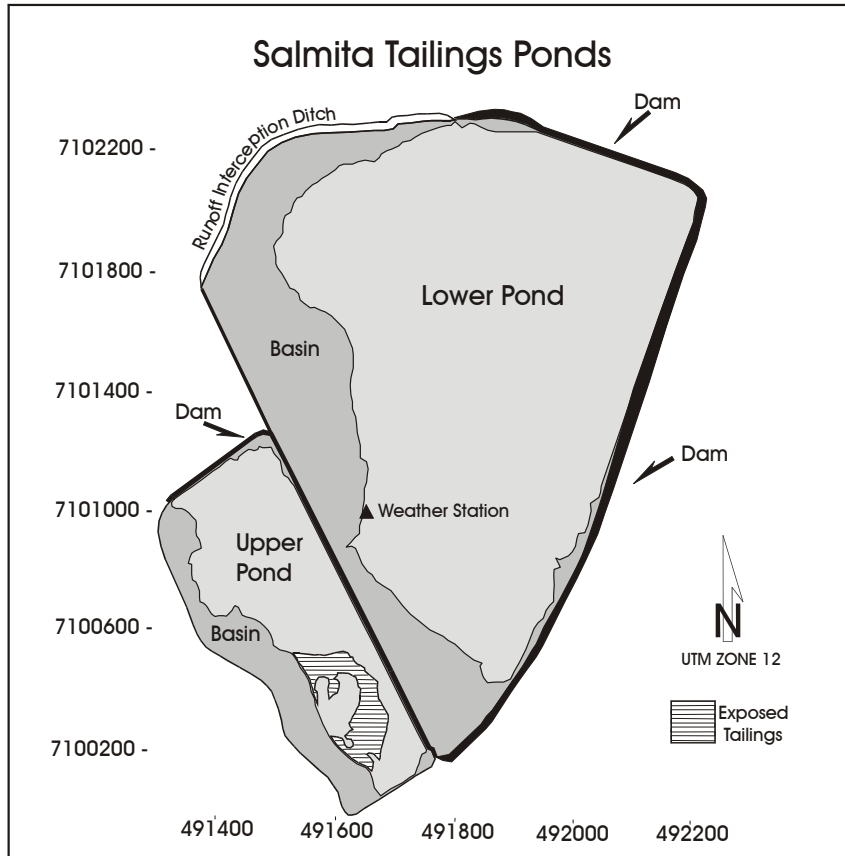 Salmita Tailings Ponds
Dam
Runoff Interception Ditch
7102200 -
7101800 -
Lower Pond
Basin
7101400 -
Dam
Dam
7101000 -
Weather Station
Upper
Pond
7100600 -
Basin
N
UTM ZONE 12
Exposed
Tailings
7100200 -
491400
491600
491800
492000
492200